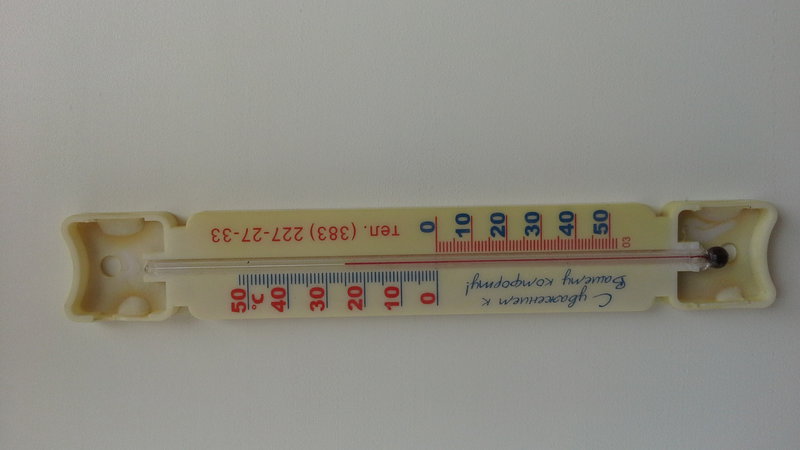 тел. (383) 227-27-33
0 10 20 30 40 50
03
50 40 30 20 10 0
°C
С уважением к
Вашему комфорту!